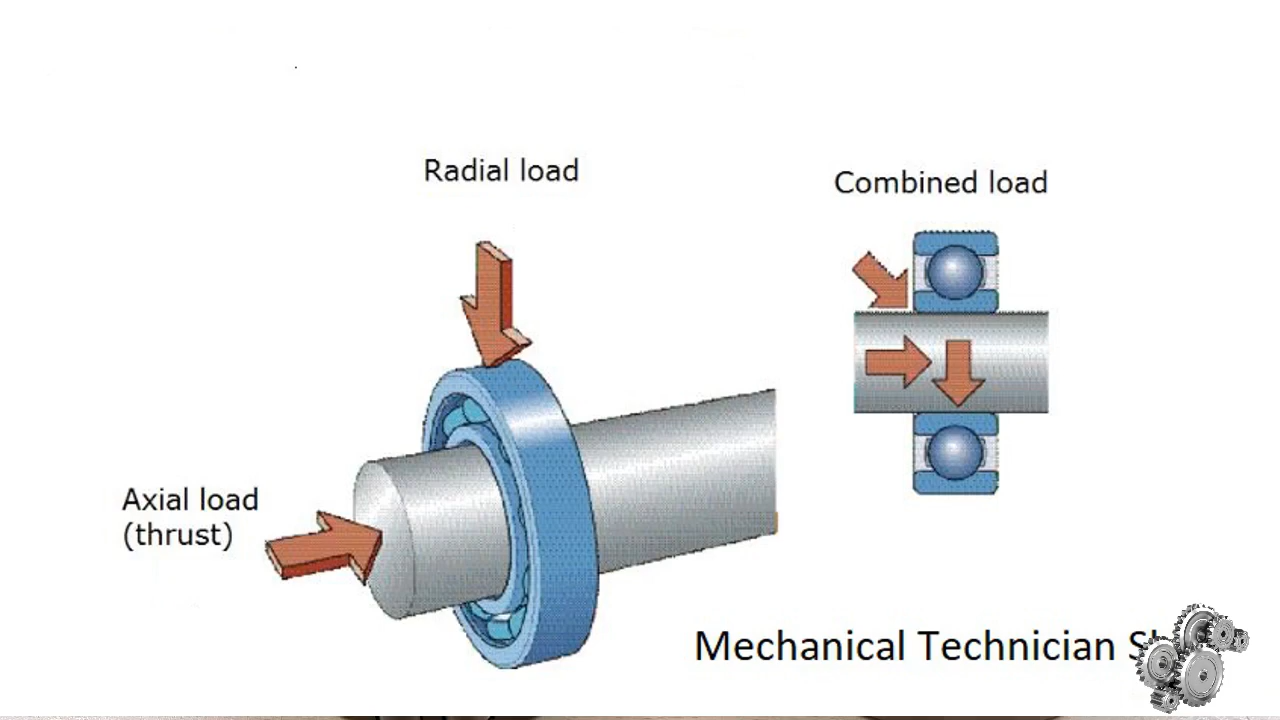 Radial load
Combined load
Axial load
(thrust)
Mechanical Technician